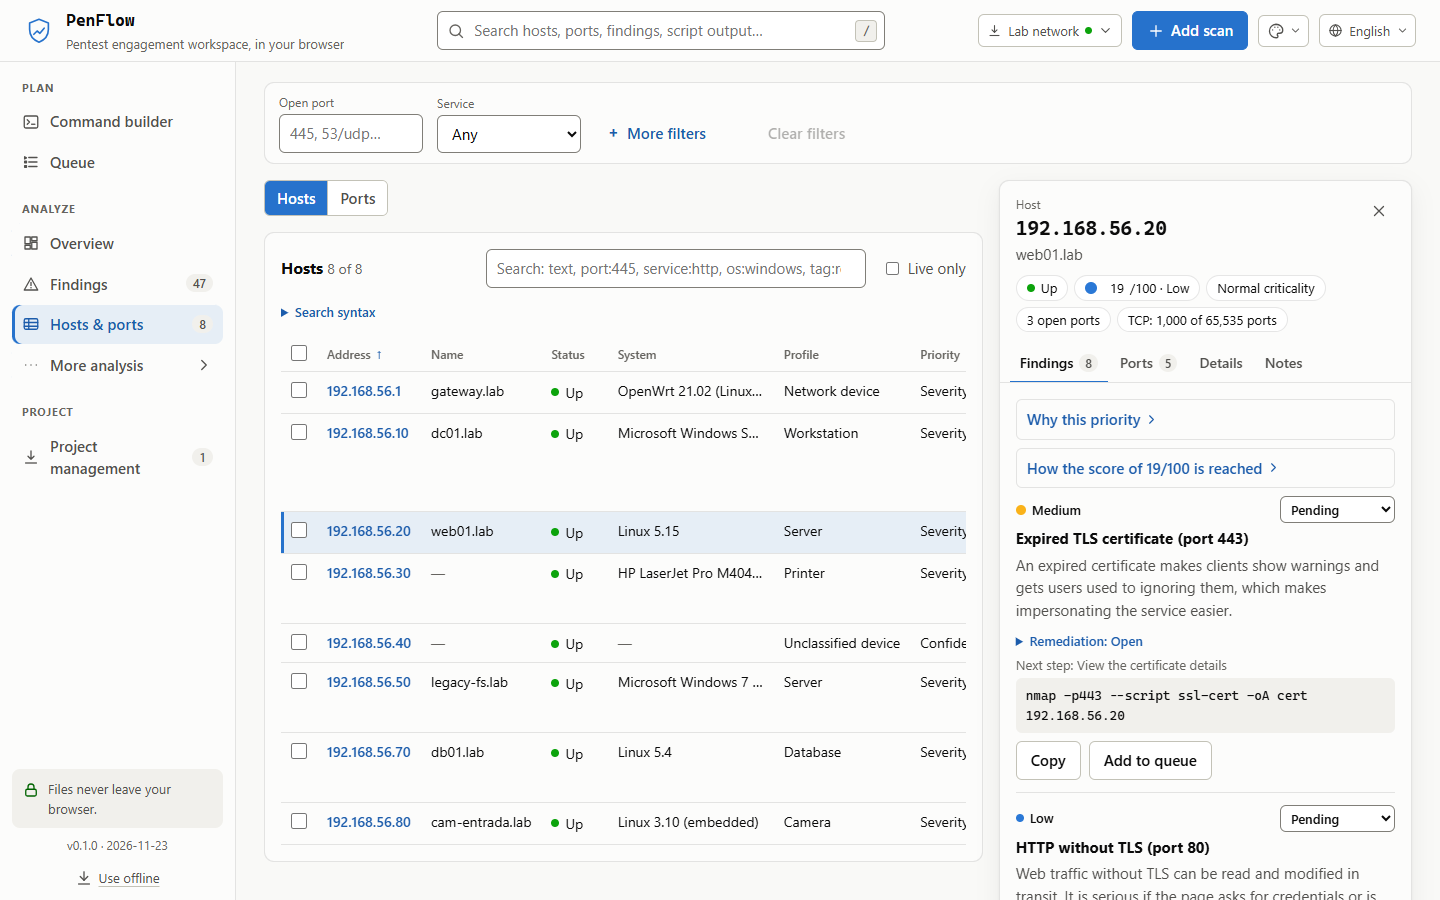 PenFlow
Pentest engagement workspace, in your browser
Search hosts, ports, findings, script output...
/
Lab network
Add scan
English
PLAN
Command builder
Queue
ANALYZE
Overview
Findings
47
Hosts & ports
8
More analysis
PROJECT
Project
management
1
Files never leave your
browser.
v0.1.0 · 2026-11-23
Use offline
Open port
445, 53/udp...
Service
Any
+ More filters
Clear filters
Hosts
Ports
Hosts 8 of 8
Search: text, port:445, service:http, os:windows, tag:r
Live only
Search syntax
Address ↑ Name Status System Profile Priority
192.168.56.1 gateway.lab Up OpenWrt 21.02 (Linux... Network device Severity
192.168.56.10 dc01.lab Up Microsoft Windows S... Workstation Severity
192.168.56.20 web01.lab Up Linux 5.15 Server Severity
192.168.56.30 — Up HP LaserJet Pro M404... Printer Severity
192.168.56.40 — Up — Unclassified device Confide
192.168.56.50 legacy-fs.lab Up Microsoft Windows 7 ... Server Severity
192.168.56.70 db01.lab Up Linux 5.4 Database Severity
192.168.56.80 cam-entrada.lab Up Linux 3.10 (embedded) Camera Severity
Host
192.168.56.20
web01.lab
Up
19 /100 · Low
Normal criticality
3 open ports
TCP: 1,000 of 65,535 ports
Findings 8
Ports 5
Details
Notes
Why this priority
How the score of 19/100 is reached
Medium
Pending
Expired TLS certificate (port 443)
An expired certificate makes clients show warnings and
gets users used to ignoring them, which makes
impersonating the service easier.
Remediation: Open
Next step: View the certificate details
nmap -p443 --script ssl-cert -oA cert
192.168.56.20
Copy
Add to queue
Low
Pending
HTTP without TLS (port 80)
Web traffic without TLS can be read and modified in
transit. It is serious if the page asks for credentials or is